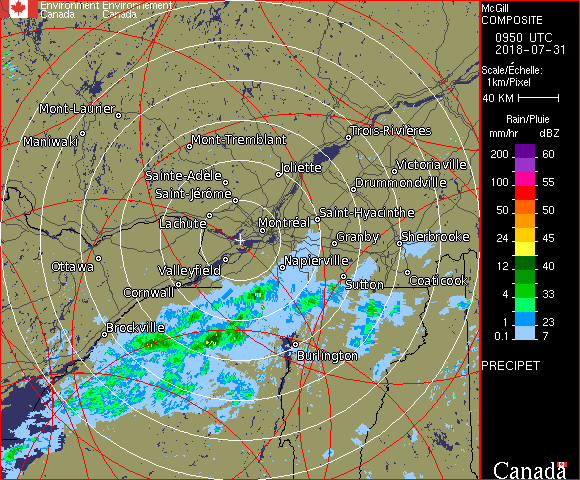 Environment Environnement
Canada Canada
Mont-Laurier
Maniwaki
Mont-Tremblant
Trois-Rivières
Sainte-Adèle
Joliette
Victoriaville
Saint-Jérôme
Drummondville
Lachute
Montréal
Saint-Hyacinthe
Granby
Sherbrooke
Ottawa
Valleyfield
Napierville
Cornwall
Sutton
Coaticook
Brockville
Burlington
McGill
COMPOSITE
0950 UTC
2018-07-31
Scale/Échelle:
1km/Pixel
40 KM
Rain/Pluie
mm/hr dBZ
200 60
150 57
100 55
50 50
24 45
12 40
4 33
1 23
0.1 7
PRECIPET
Canada